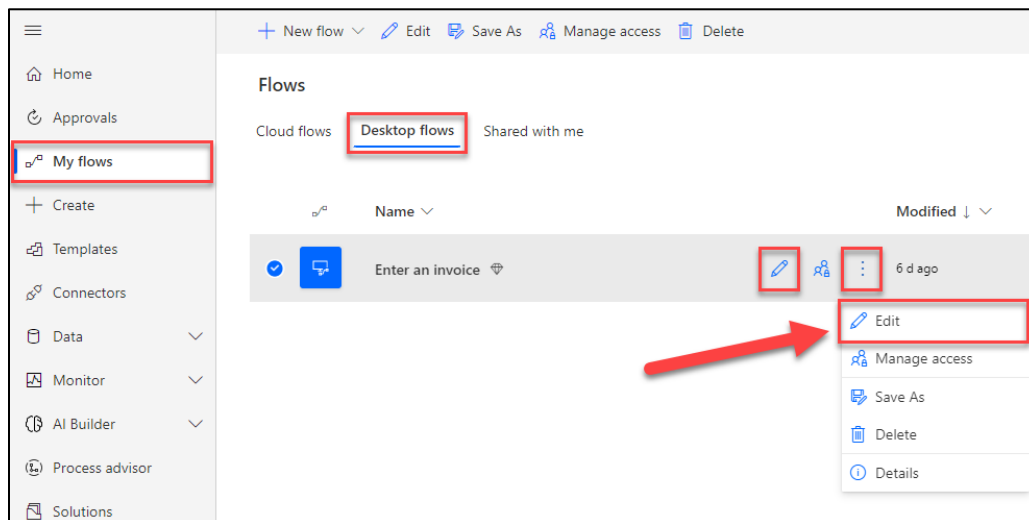 New flow Edit Save As Manage access Delete
Home
Approvals
My flows
Create
Templates
Connectors
Data
Monitor
AI Builder
Process advisor
Solutions
Flows
Cloud flows Desktop flows Shared with me
Name Modified
Enter an invoice 6 d ago
Edit
Manage access
Save As
Delete
Details